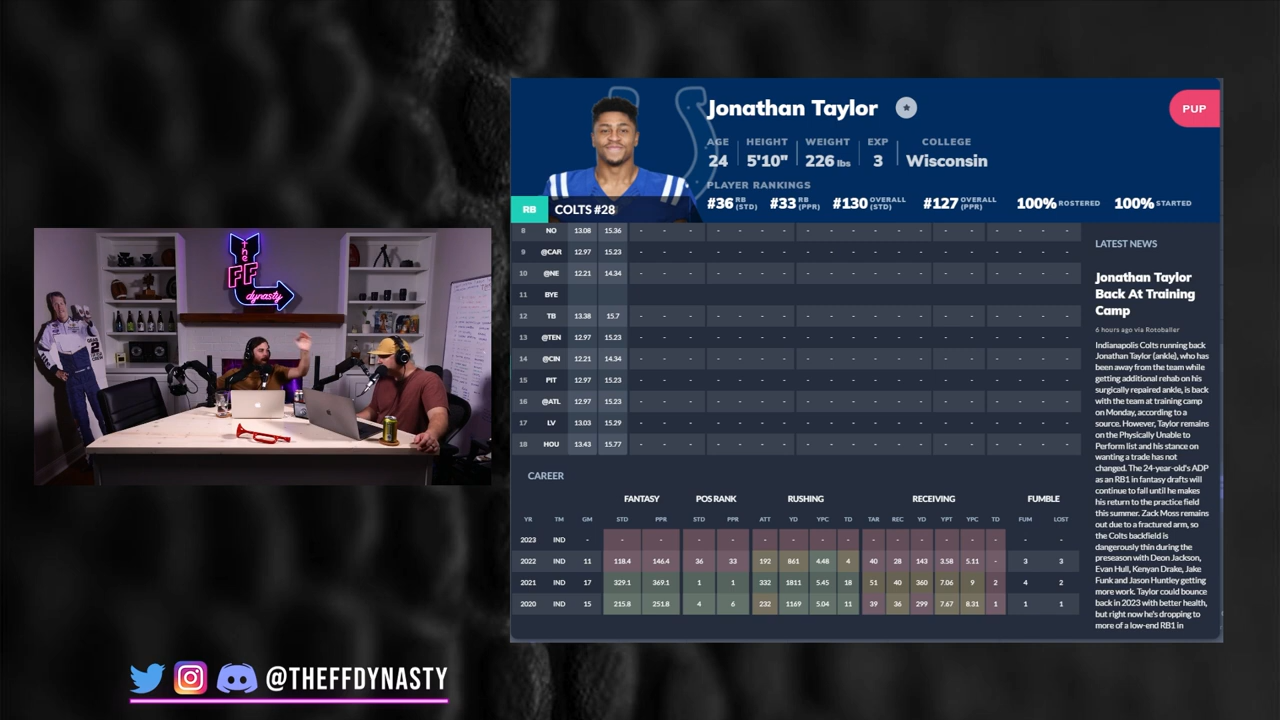 Jonathan Taylor
PUP
AGE HEIGHT WEIGHT EXP COLLEGE
24 5'10" 226 lbs 3 Wisconsin
PLAYER RANKINGS
#36 RB (STD) #33 RB (PPR) #130 OVERALL (STD) #127 OVERALL (PPR) 100% ROSTERED 100% STARTED
RB COLTS #28
8 NO 13.08 15.36 - - - - - - - - - - - - - - - -
9 @CAR 12.97 15.23 - - - - - - - - - - - - - - - -
10 @NE 12.21 14.34 - - - - - - - - - - - - - - - -
11 BYE
12 TB 13.38 15.7 - - - - - - - - - - - - - - - -
13 @TEN 12.97 15.23 - - - - - - - - - - - - - - - -
14 @CIN 12.21 14.34 - - - - - - - - - - - - - - - -
15 PIT 12.97 15.23 - - - - - - - - - - - - - - - -
16 @ATL 12.97 15.23 - - - - - - - - - - - - - - - -
17 LV 13.03 15.29 - - - - - - - - - - - - - - - -
18 HOU 13.43 15.77 - - - - - - - - - - - - - - - -
CAREER
FANTASY POS RANK RUSHING RECEIVING FUMBLE
YR TM GM STD PPR STD PPR ATT YD YPC TD TAR REC YD YPT YPC TD FUM LOST
2023 IND - - - - - - - - - - - - - - - - -
2022 IND 11 118.4 146.4 36 33 192 861 4.48 4 40 28 143 3.58 5.11 - 3 3
2021 IND 17 329.1 369.1 1 1 332 1811 5.45 18 51 40 360 7.06 9 2 4 2
2020 IND 15 215.8 251.8 4 6 232 1169 5.04 11 39 36 299 7.67 8.31 1 1 1
LATEST NEWS
Jonathan Taylor
Back At Training
Camp
6 hours ago via Rotoballer
Indianapolis Colts running back
Jonathan Taylor (ankle), who has
been away from the team while
getting additional rehab on his
surgically repaired ankle, is back
with the team at training camp
on Monday, according to a
source. However, Taylor remains
on the Physically Unable to
Perform list and his stance on
wanting a trade has not
changed. The 24-year-old's ADP
as an RB1 in fantasy drafts will
continue to fall until he makes
his return to the practice field
this summer. Zack Moss remains
out due to a fractured arm, so
the Colts backfield is
dangerously thin during the
preseason with Deon Jackson,
Evan Hull, Kenyan Drake, Jake
Funk and Jason Huntley getting
more work. Taylor could bounce
back in 2023 with better health,
but right now he's dropping to
more of a low-end RB1 in
the
FF
dynasty
@THEFFDYNASTY